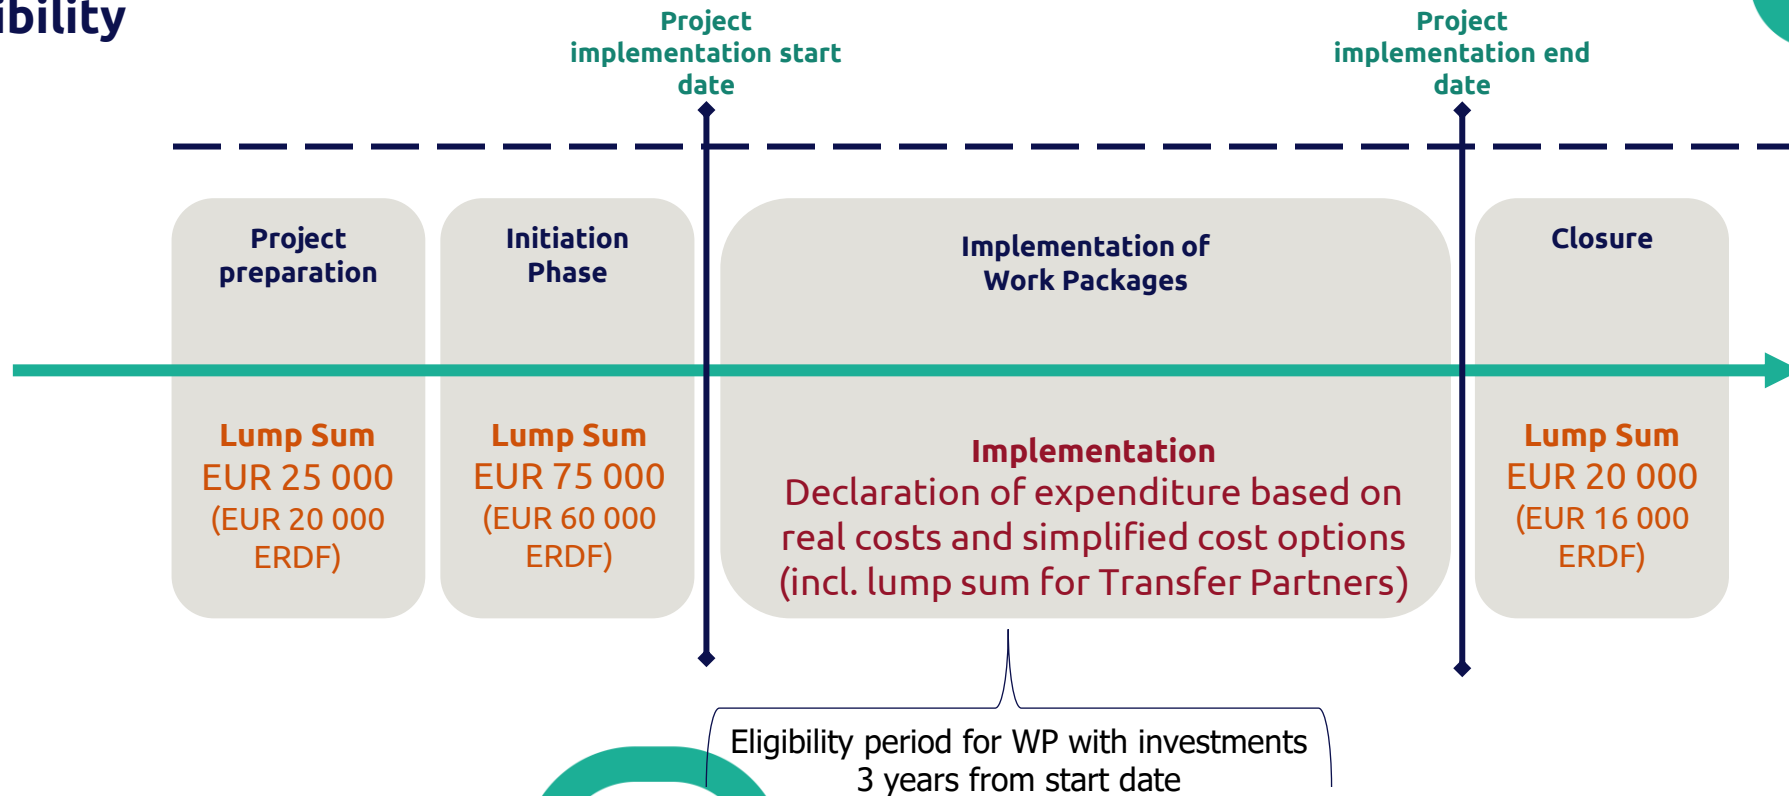 ibility
Project
implementation start
date
Project
implementation end
date
Project
preparation
Initiation
Phase
Implementation of
Work Packages
Closure
Lump Sum
EUR 25 000
(EUR 20 000
ERDF)
Lump Sum
EUR 75 000
(EUR 60 000
ERDF)
Implementation
Declaration of expenditure based on
real costs and simplified cost options
(incl. lump sum for Transfer Partners)
Lump Sum
EUR 20 000
(EUR 16 000
ERDF)
Eligibility period for WP with investments
3 years from start date